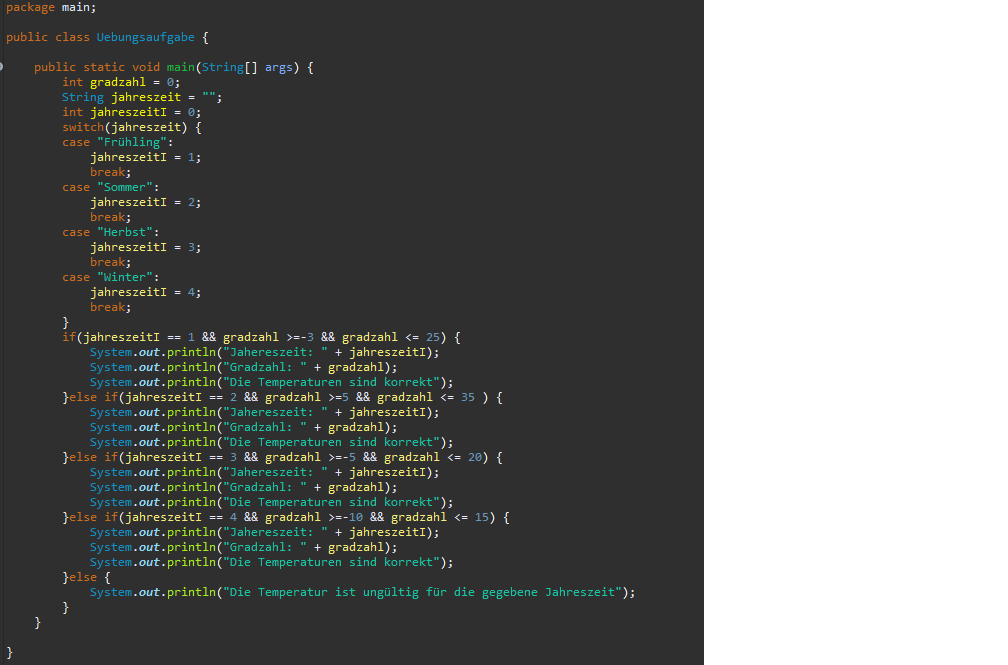 package main;
public class Uebungsaufgabe {
public static void main(String[] args) {
int gradzahl = 0;
String jahreszeit = "";
int jahreszeitI = 0;
switch(jahreszeit) {
case "Frühling":
jahreszeitI = 1;
break;
case "Sommer":
jahreszeitI = 2;
break;
case "Herbst":
jahreszeitI = 3;
break;
case "Winter":
jahreszeitI = 4;
break;
}
if(jahreszeitI == 1 && gradzahl >=-3 && gradzahl <= 25) {
System.out.println("Jahereszeit: " + jahreszeitI);
System.out.println("Gradzahl: " + gradzahl);
System.out.println("Die Temperaturen sind korrekt");
}else if(jahreszeitI == 2 && gradzahl >=5 && gradzahl <= 35 ) {
System.out.println("Jahereszeit: " + jahreszeitI);
System.out.println("Gradzahl: " + gradzahl);
System.out.println("Die Temperaturen sind korrekt");
}else if(jahreszeitI == 3 && gradzahl >=-5 && gradzahl <= 20) {
System.out.println("Jahereszeit: " + jahreszeitI);
System.out.println("Gradzahl: " + gradzahl);
System.out.println("Die Temperaturen sind korrekt");
}else if(jahreszeitI == 4 && gradzahl >=-10 && gradzahl <= 15) {
System.out.println("Jahereszeit: " + jahreszeitI);
System.out.println("Gradzahl: " + gradzahl);
System.out.println("Die Temperaturen sind korrekt");
}else {
System.out.println("Die Temperatur ist ungültig für die gegebene Jahreszeit");
}
}
}